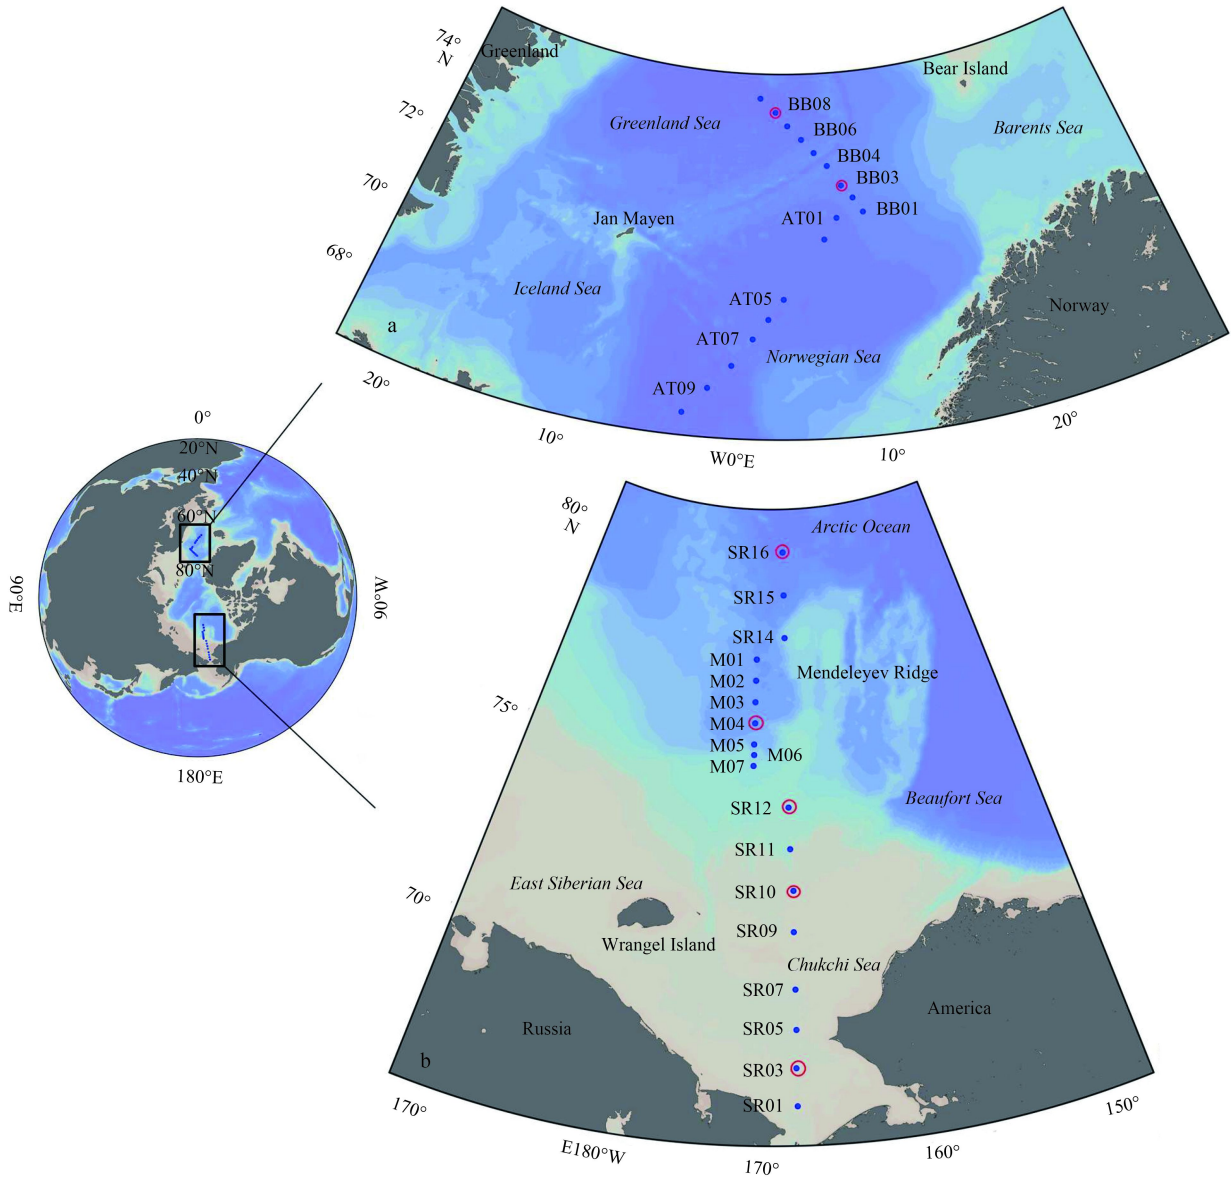 74°
N
Greenland
Bear Island
72°
BB08
Greenland Sea
BB06
Barents Sea
BB04
70°
BB03
BB01
Jan Mayen
AT01
68°
Iceland Sea
AT05
Norway
a
AT07
Norwegian Sea
20°
AT09
20°
10°
10°
W0°E
0°
20°N
40°N
60°N
80°N
90°E
90°W
180°E
80°
N
Arctic Ocean
SR16
SR15
SR14
M01
Mendeleyev Ridge
M02
M03
75°
M04
M05
M06
M07
Beaufort Sea
SR12
SR11
East Siberian Sea
SR10
70°
SR09
Wrangel Island
Chukchi Sea
SR07
America
Russia
SR05
b
SR03
SR01
170°
150°
E180°W
160°
170°